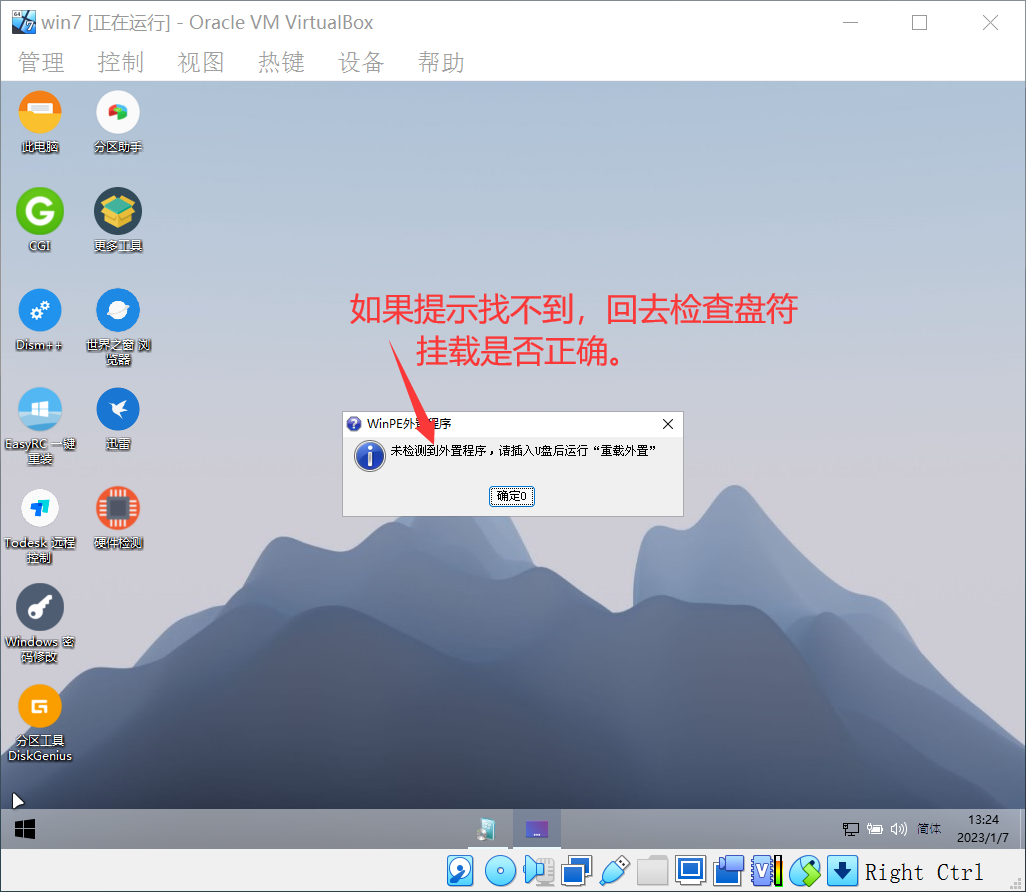 win7 [正在运行] - Oracle VM VirtualBox
管理 控制 视图 热键 设备 帮助
此电脑
分区助手
CGI
更多工具
Dism++
世界之窗 浏
览器
EasyRC 一键
重装
迅雷
Todesk 远程
控制
硬件检测
Windows 密
码修改
分区工具
DiskGenius
如果提示找不到，回去检查盘符
挂载是否正确。
WinPE外置程序
未检测到外置程序，请插入U盘后运行“重载外置”
确定O
简体
13:24
2023/1/7
Right Ctrl